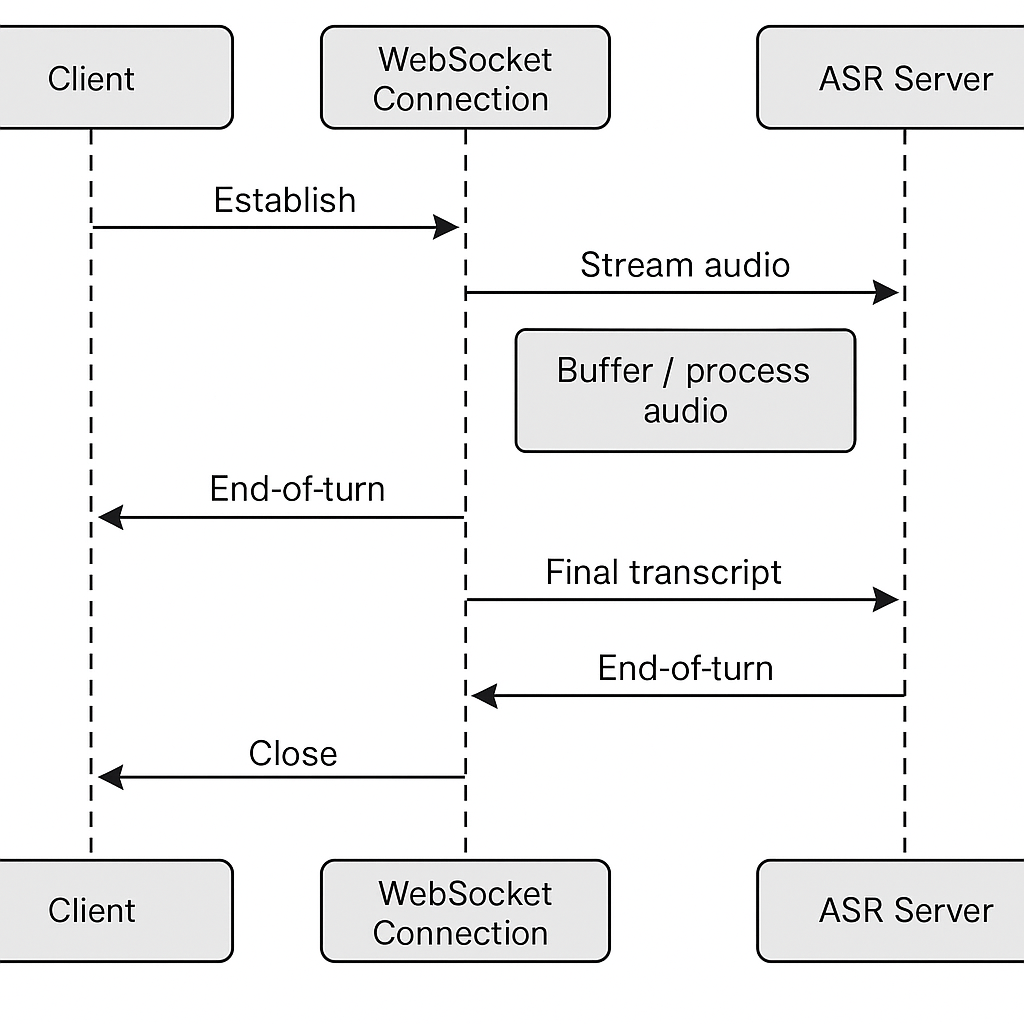 Client
WebSocket
Connection
ASR Server
Establish
Stream audio
Buffer / process
audio
End-of-turn
Final transcript
End-of-turn
Close
Client
WebSocket
Connection
ASR Server